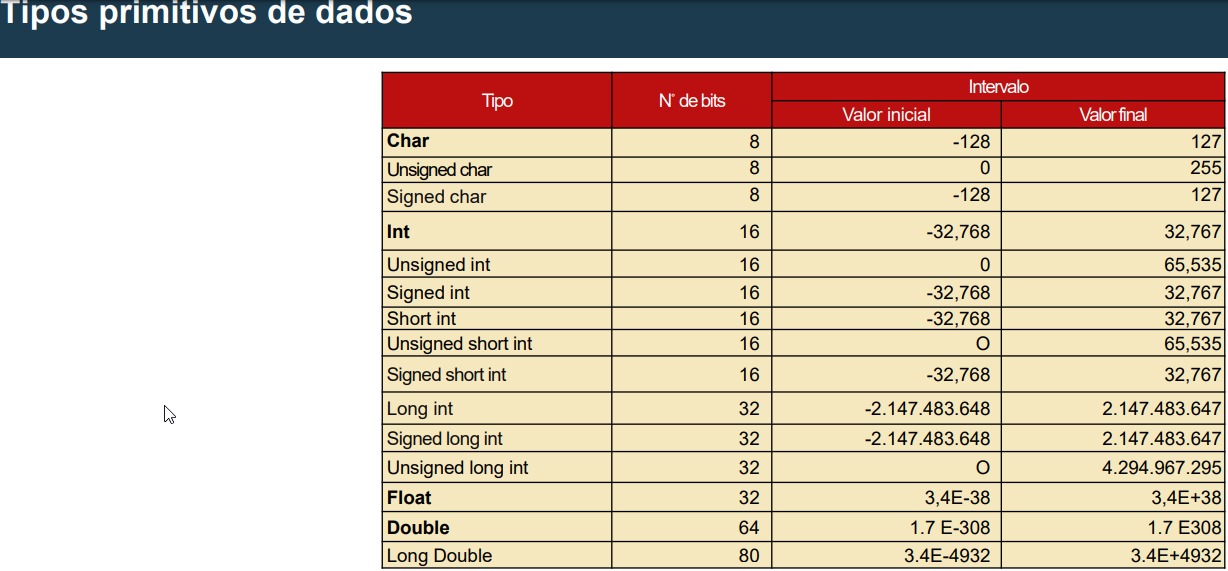 Tipos primitivos de dados
Tipo N° de bits Intervalo
Valor inicial Valor final
Char 8 -128 127
Unsigned char 8 0 255
Signed char 8 -128 127
Int 16 -32,768 32,767
Unsigned int 16 0 65,535
Signed int 16 -32,768 32,767
Short int 16 -32,768 32,767
Unsigned short int 16 O 65,535
Signed short int 16 -32,768 32,767
Long int 32 -2.147.483.648 2.147.483.647
Signed long int 32 -2.147.483.648 2.147.483.647
Unsigned long int 32 O 4.294.967.295
Float 32 3,4E-38 3,4E+38
Double 64 1.7 E-308 1.7 E308
Long Double 80 3.4E-4932 3.4E+4932